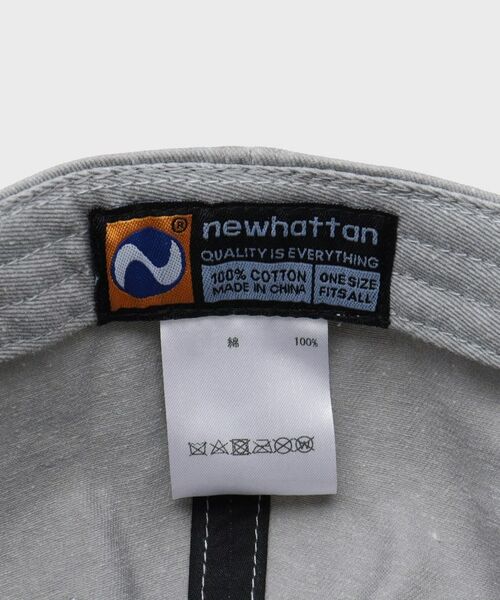 ®
newhattan
QUALITY IS EVERYTHING
100% COTTON
MADE IN CHINA
ONE SIZE
FITS ALL
綿 100%